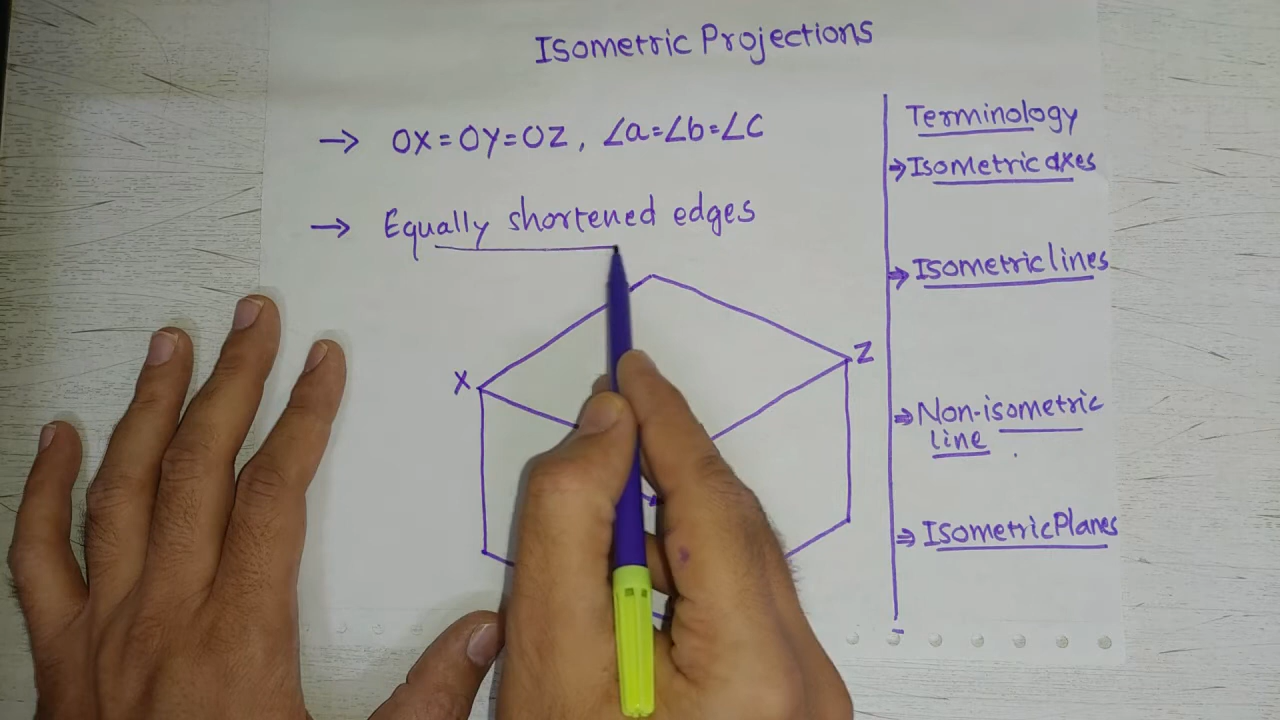 Isometric Projections
→ OX = OY = OZ, ∠a = ∠b = ∠C
→ Equally shortened edges
X
Z
Terminology
⇒ Isometric axes
⇒ Isometric lines
⇒ Non-isometric
line
⇒ Isometric Planes